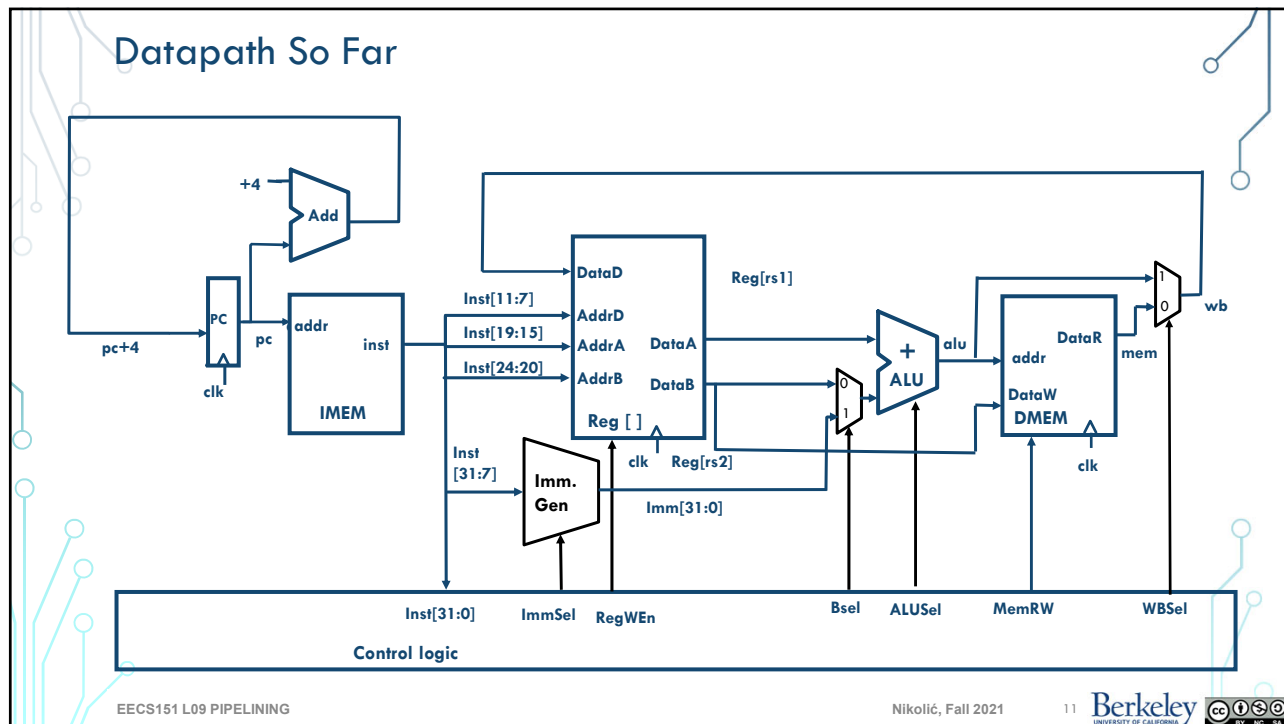 Datapath So Far
+4
Add
pc+4
PC
clk
pc
addr
inst
IMEM
Inst[11:7]
Inst[19:15]
Inst[24:20]
Inst
[31:7]
DataD
AddrD
AddrA
AddrB
DataA
DataB
Reg [ ]
clk
Reg[rs1]
Reg[rs2]
Imm.
Gen
Imm[31:0]
0
1
+
ALU
alu
addr
DataW
DataR
DMEM
clk
mem
1
0
wb
Inst[31:0]
ImmSel
RegWEn
Bsel
ALUSel
MemRW
WBSel
Control logic
EECS151 L09 PIPELINING
Nikolić, Fall 2021
11
Berkeley
UNIVERSITY OF CALIFORNIA
cc
BY NC SA